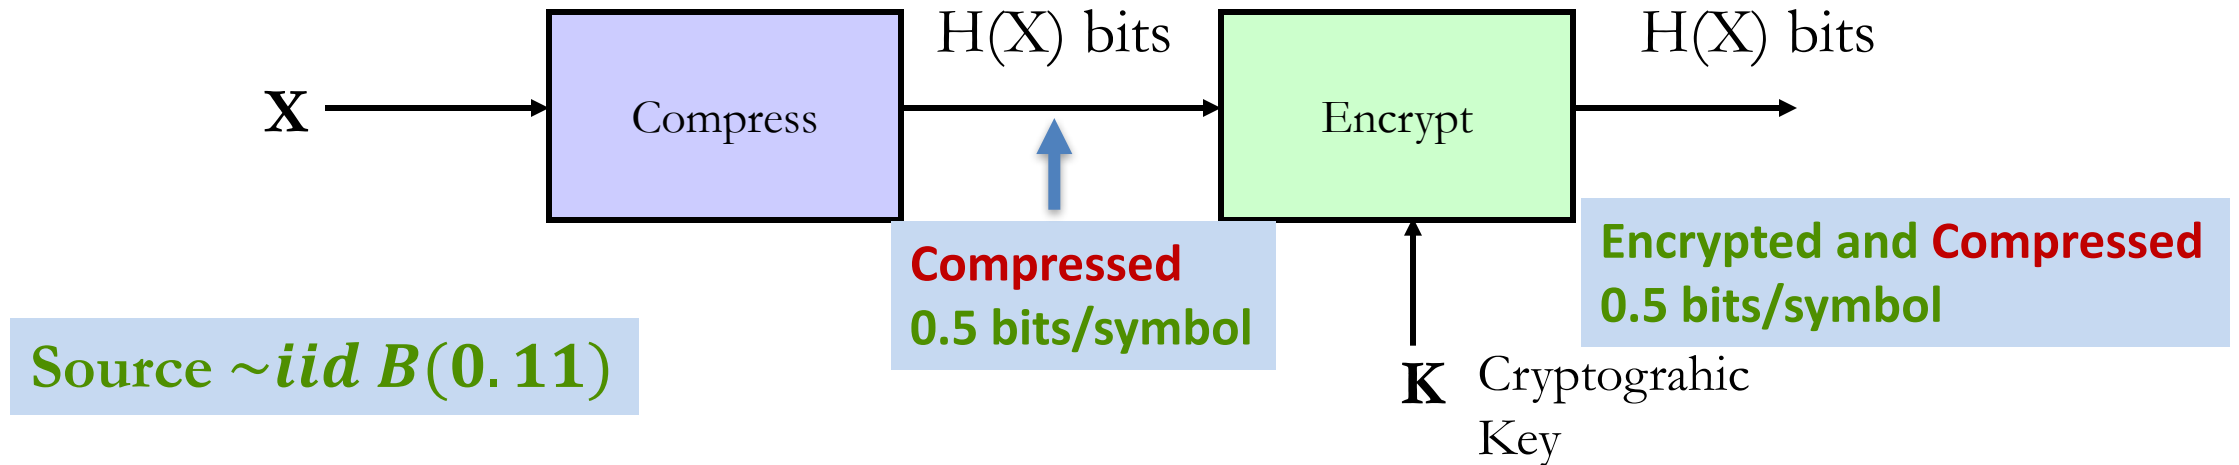 H(X) bits
H(X) bits
X
Compress
Encrypt
Compressed
0.5 bits/symbol
Encrypted and Compressed
0.5 bits/symbol
Source ~iid B(0.11)
K Cryptograhic
Key